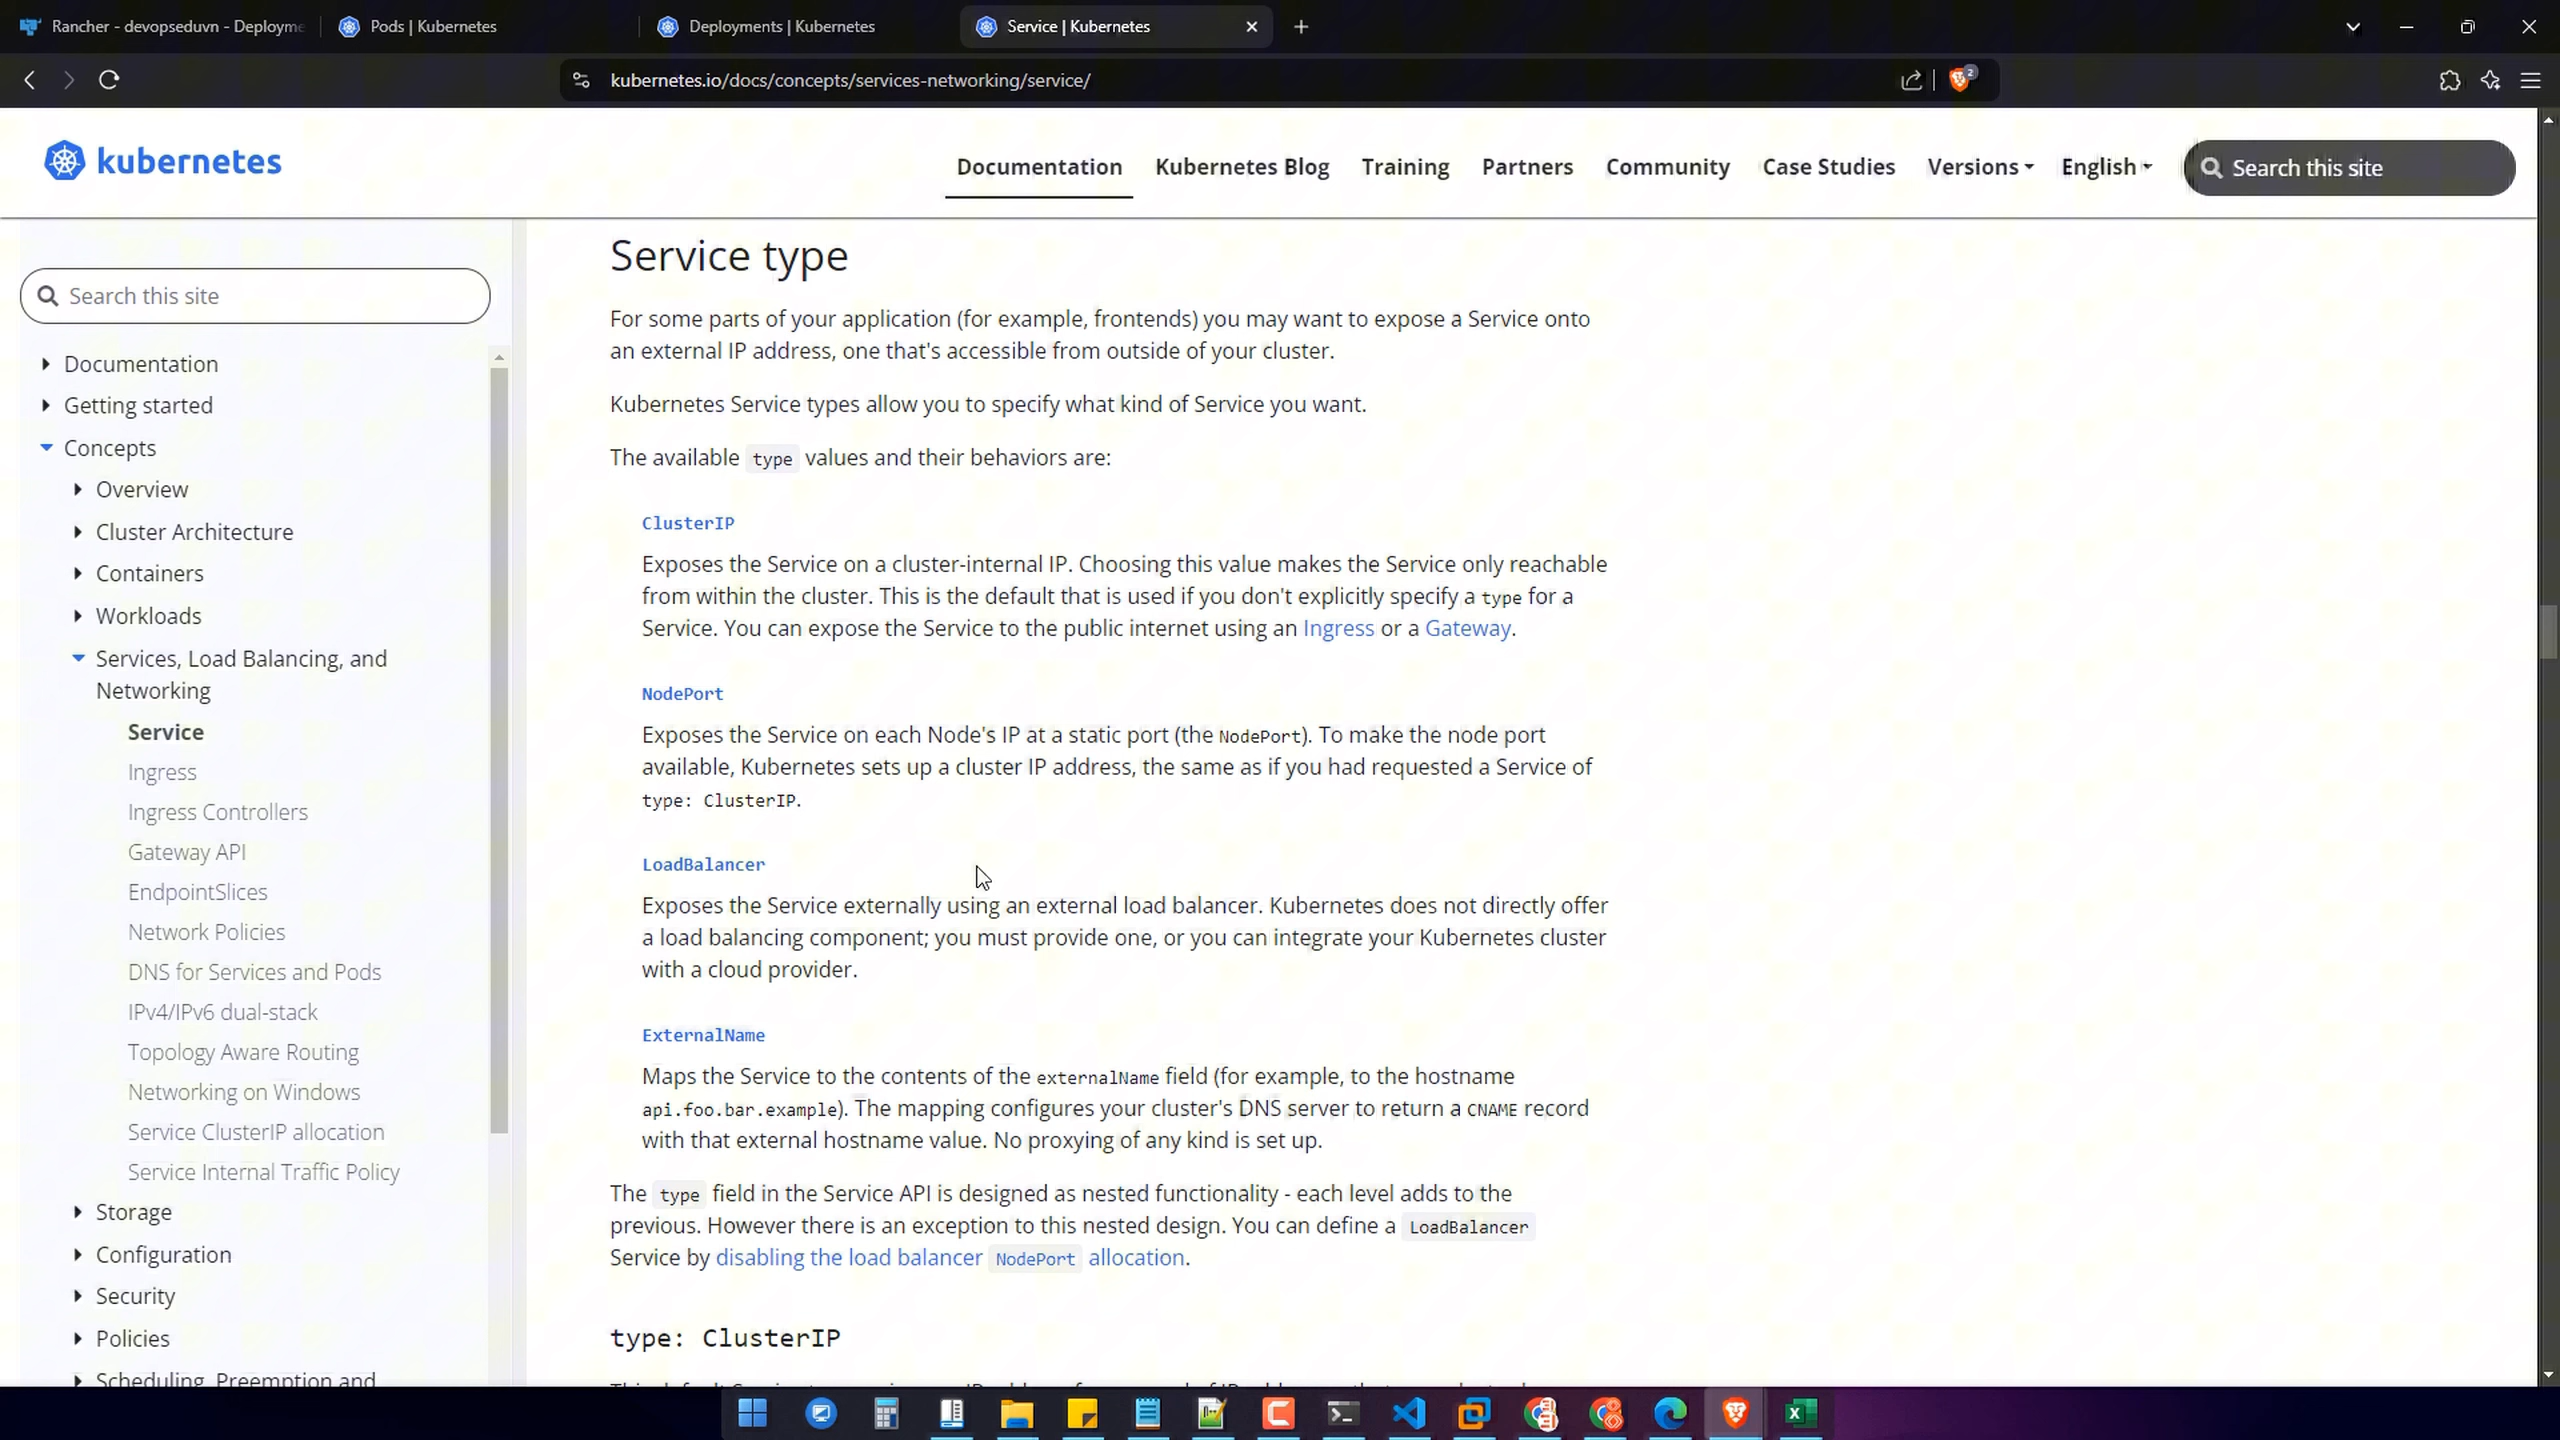 Rancher - devopseduvn - Deployme
Pods | Kubernetes
Deployments | Kubernetes
Service | Kubernetes
kubernetes.io/docs/concepts/services-networking/service/
2
kubernetes
Documentation
Kubernetes Blog
Training
Partners
Community
Case Studies
Versions
English
Search this site
Search this site
Documentation
Getting started
Concepts
Overview
Cluster Architecture
Containers
Workloads
Services, Load Balancing, and
Networking
Service
Ingress
Ingress Controllers
Gateway API
EndpointSlices
Network Policies
DNS for Services and Pods
IPv4/IPv6 dual-stack
Topology Aware Routing
Networking on Windows
Service ClusterIP allocation
Service Internal Traffic Policy
Storage
Configuration
Security
Policies
Scheduling, Preemption and
Service type
For some parts of your application (for example, frontends) you may want to expose a Service onto
an external IP address, one that's accessible from outside of your cluster.
Kubernetes Service types allow you to specify what kind of Service you want.
The available type values and their behaviors are:
ClusterIP
Exposes the Service on a cluster-internal IP. Choosing this value makes the Service only reachable
from within the cluster. This is the default that is used if you don't explicitly specify a type for a
Service. You can expose the Service to the public internet using an Ingress or a Gateway.
NodePort
Exposes the Service on each Node's IP at a static port (the NodePort). To make the node port
available, Kubernetes sets up a cluster IP address, the same as if you had requested a Service of
type: ClusterIP.
LoadBalancer
Exposes the Service externally using an external load balancer. Kubernetes does not directly offer
a load balancing component; you must provide one, or you can integrate your Kubernetes cluster
with a cloud provider.
ExternalName
Maps the Service to the contents of the externalName field (for example, to the hostname
api.foo.bar.example). The mapping configures your cluster's DNS server to return a CNAME record
with that external hostname value. No proxying of any kind is set up.
The type field in the Service API is designed as nested functionality - each level adds to the
previous. However there is an exception to this nested design. You can define a LoadBalancer
Service by disabling the load balancer NodePort allocation.
type: ClusterIP